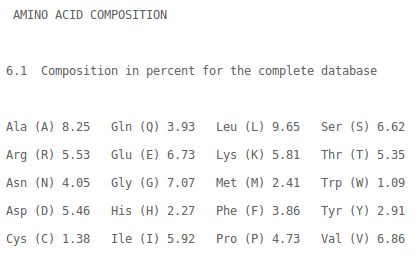 AMINO ACID COMPOSITION
6.1  Composition in percent for the complete database
Ala (A) 8.25   Gln (Q) 3.93   Leu (L) 9.65   Ser (S) 6.62
Arg (R) 5.53   Glu (E) 6.73   Lys (K) 5.81   Thr (T) 5.35
Asn (N) 4.05   Gly (G) 7.07   Met (M) 2.41   Trp (W) 1.09
Asp (D) 5.46   His (H) 2.27   Phe (F) 3.86   Tyr (Y) 2.91
Cys (C) 1.38   Ile (I) 5.92   Pro (P) 4.73   Val (V) 6.86